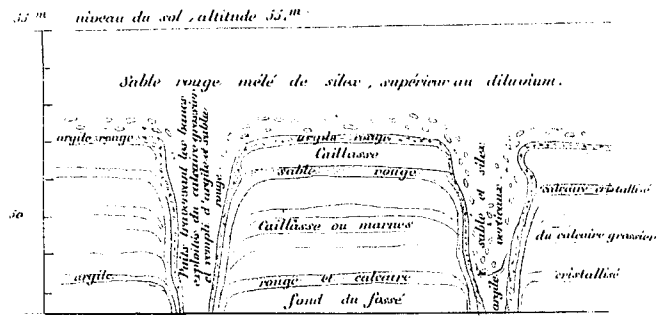 55.m niveau du sol, altitude 55.m
Sable rouge mêlé de silex, supérieur au diluvium.
argile rouge
Puits traversant les bancs
exploités du calcaire grossier
et rempli d'argile et sable
rouge.
argile rouge
Caillasse
sable rouge
sable et silex
verticaux
calcaire cristallisé
50
Caillasse ou marnes
du calcaire grossier
argile
rouge et calcaire
argile
cristallisé
fond du fossé